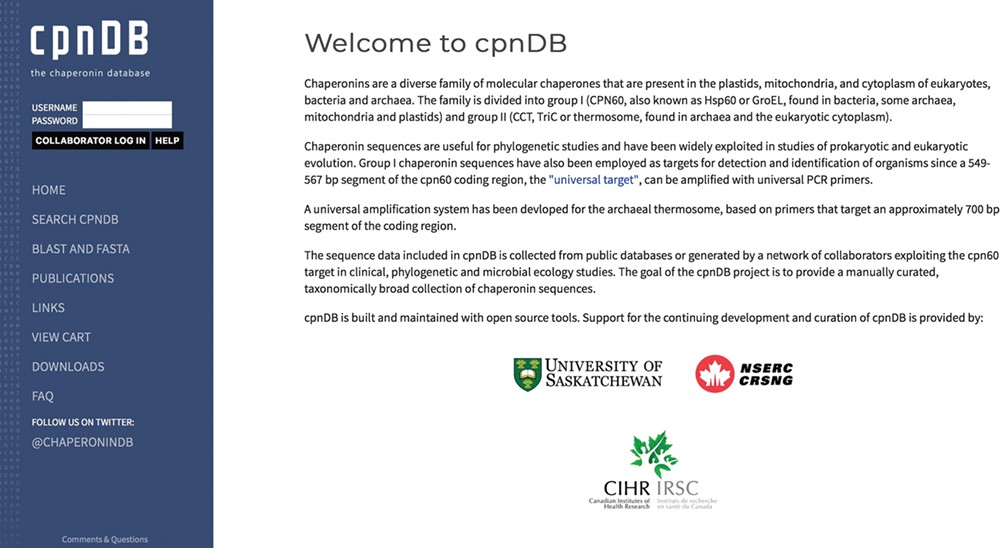 cpnDB
the chaperonin database
USERNAME
PASSWORD
COLLABORATOR LOG IN HELP
HOME
SEARCH CPNDB
BLAST AND FASTA
PUBLICATIONS
LINKS
VIEW CART
DOWNLOADS
FAQ
FOLLOW US ON TWITTER:
@CHAPERONINDB
Comments & Questions
Welcome to cpnDB
Chaperonins are a diverse family of molecular chaperones that are present in the plastids, mitochondria, and cytoplasm of eukaryotes,
bacteria and archaea. The family is divided into group I (CPN60, also known as Hsp60 or GroEL, found in bacteria, some archaea,
mitochondria and plastids) and group II (CCT, TriC or thermosome, found in archaea and the eukaryotic cytoplasm).
Chaperonin sequences are useful for phylogenetic studies and have been widely exploited in studies of prokaryotic and eukaryotic
evolution. Group I chaperonin sequences have also been employed as targets for detection and identification of organisms since a 549-
567 bp segment of the cpn60 coding region, the "universal target", can be amplified with universal PCR primers.
A universal amplification system has been devloped for the archaeal thermosome, based on primers that target an approximately 700 bp
segment of the coding region.
The sequence data included in cpnDB is collected from public databases or generated by a network of collaborators exploiting the cpn60
target in clinical, phylogenetic and microbial ecology studies. The goal of the cpnDB project is to provide a manually curated,
taxonomically broad collection of chaperonin sequences.
cpnDB is built and maintained with open source tools. Support for the continuing development and curation of cpnDB is provided by:
UNIVERSITY OF
SASKATCHEWAN
NSERC
CRSNG
CIHR IRSC
Canadian Institutes of Instituts de recherche
Health Research en santé du Canada